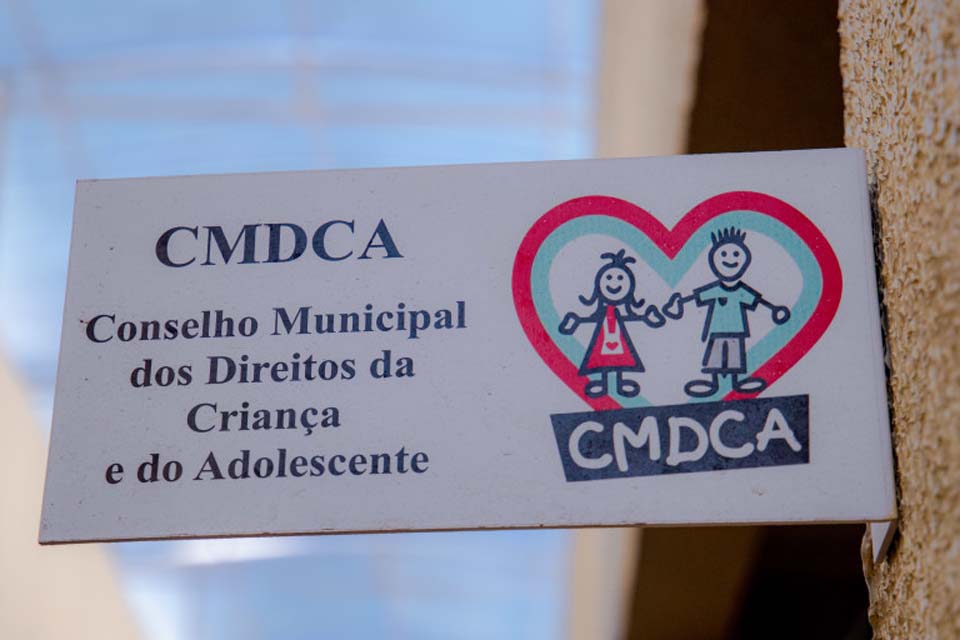 CMDCA
Conselho Municipal
dos Direitos da
Criança
e do Adolescente
CMDCA